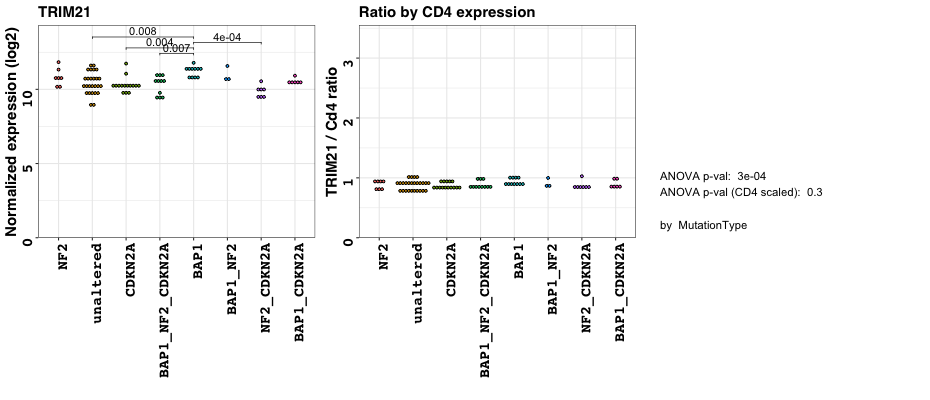 TRIM21
Ratio by CD4 expression
Normalized expression (log2)
0
5
10
0.008
0.004
0.007
4e-04
NF2
unaltered
CDKN2A
BAP1_NF2_CDKN2A
BAP1
BAP1_NF2
NF2_CDKN2A
BAP1_CDKN2A
TRIM21 / Cd4 ratio
0
1
2
3
NF2
unaltered
CDKN2A
BAP1_NF2_CDKN2A
BAP1
BAP1_NF2
NF2_CDKN2A
BAP1_CDKN2A
ANOVA p-val: 3e-04
ANOVA p-val (CD4 scaled): 0.3
by MutationType